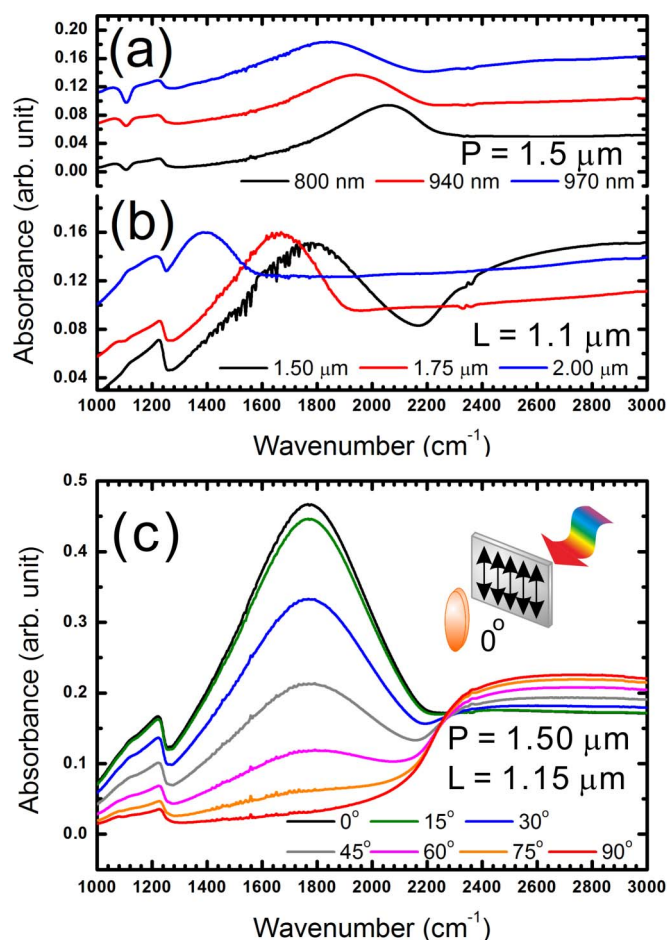 (a)
0.20
0.16
0.12
0.08
0.04
0.00
P = 1.5 μm
800 nm 940 nm 970 nm
(b)
0.16
0.12
0.08
0.04
L = 1.1 μm
1.50 μm 1.75 μm 2.00 μm
Absorbance (arb. unit)
1000 1200 1400 1600 1800 2000 2200 2400 2600 2800 3000
Wavenumber (cm⁻¹)
(c)
0.5
0.4
0.3
0.2
0.1
0.0
0°
P = 1.50 μm
L = 1.15 μm
0° 15° 30°
45° 60° 75° 90°
Absorbance (arb. unit)
1000 1200 1400 1600 1800 2000 2200 2400 2600 2800 3000
Wavenumber (cm⁻¹)